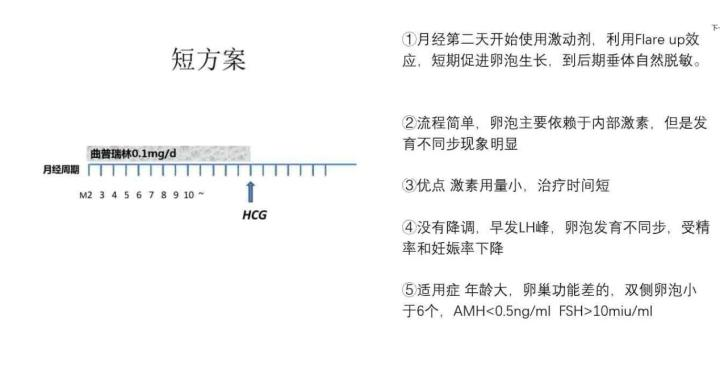 短方案
曲普瑞林0.1mg/d
月经周期
M2 3 4 5 6 7 8 9 10 ~
HCG
下一
①月经第二天开始使用激动剂，利用Flare up效
应，短期促进卵泡生长，到后期垂体自然脱敏。
②流程简单，卵泡主要依赖于内部激素，但是发
育不同步现象明显
③优点 激素用量小，治疗时间短
④没有降调，早发LH峰，卵泡发育不同步，受精
率和妊娠率下降
⑤适用症 年龄大，卵巢功能差的，双侧卵泡小
于6个，AMH<0.5ng/ml FSH>10miu/ml